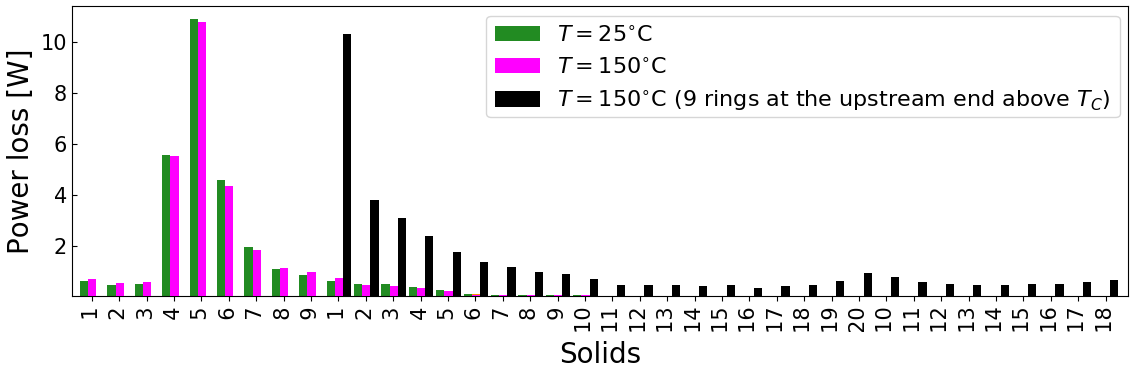 Power loss [W]
10
8
6
4
2
T = 25°C
T = 150°C
T = 150°C (9 rings at the upstream end above T_C)
1 2 3 4 5 6 7 8 9 1 2 3 4 5 6 7 8 9 10 11 12 13 14 15 16 17 18 19 20 10 11 12 13 14 15 16 17 18
Solids